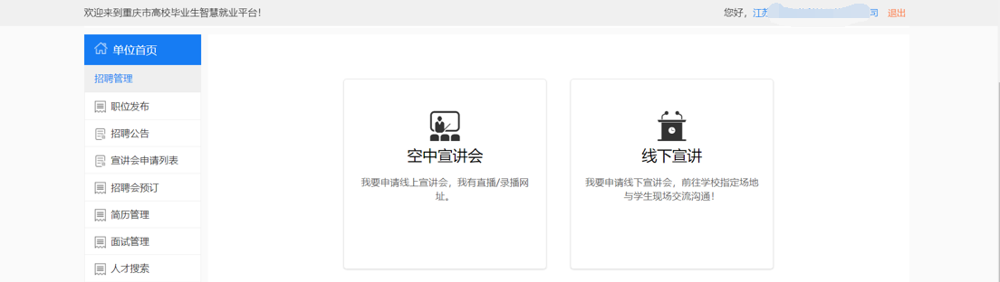 欢迎来到重庆市高校毕业生智慧就业平台！
您好，江苏 司 退出
单位首页
招聘管理
职位发布
招聘公告
宣讲会申请列表
招聘会预订
简历管理
面试管理
人才搜索
空中宣讲会
我要申请线上宣讲会，我有直播/录播网
址。
线下宣讲
我要申请线下宣讲会，前往学校指定场地
与学生现场交流沟通！